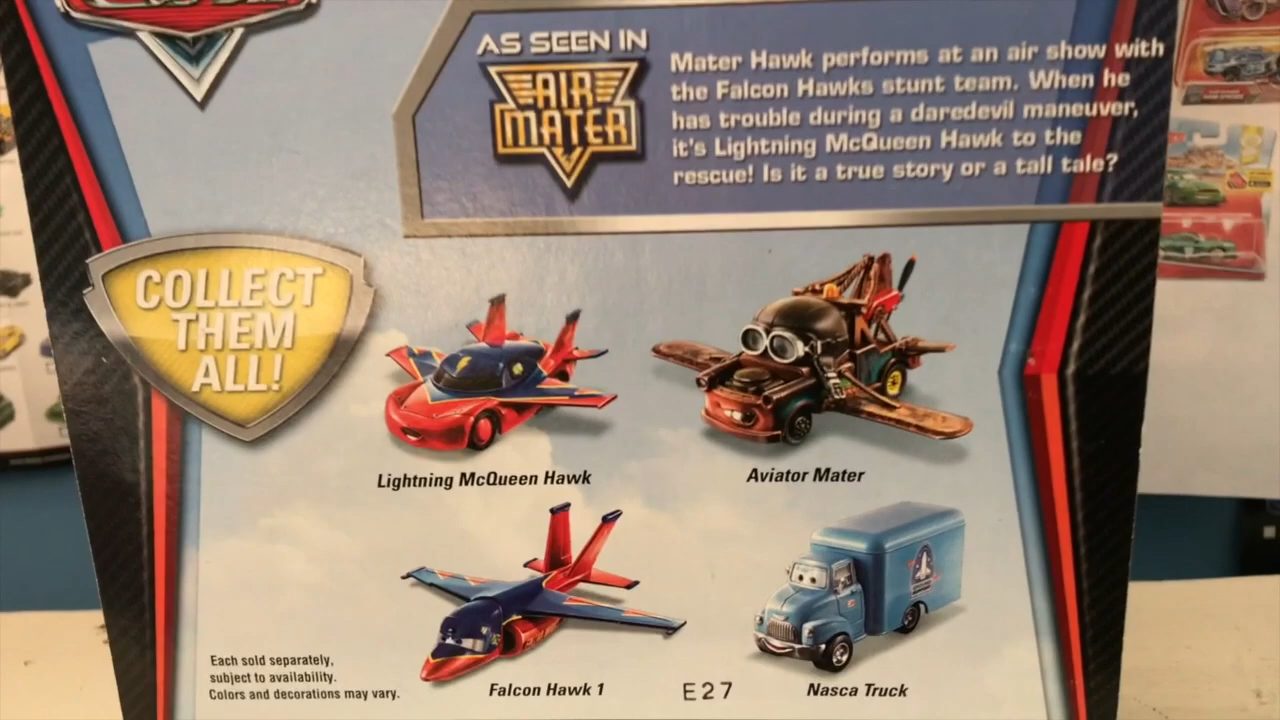 AS SEEN IN
AIR
MATER
Mater Hawk performs at an air show with
the Falcon Hawks stunt team. When he
has trouble during a daredevil maneuver,
it's Lightning McQueen Hawk to the
rescue! Is it a true story or a tall tale?
COLLECT
THEM
ALL!
Lightning McQueen Hawk
Aviator Mater
Falcon Hawk 1
Nasca Truck
Each sold separately,
subject to availability.
Colors and decorations may vary.
E27